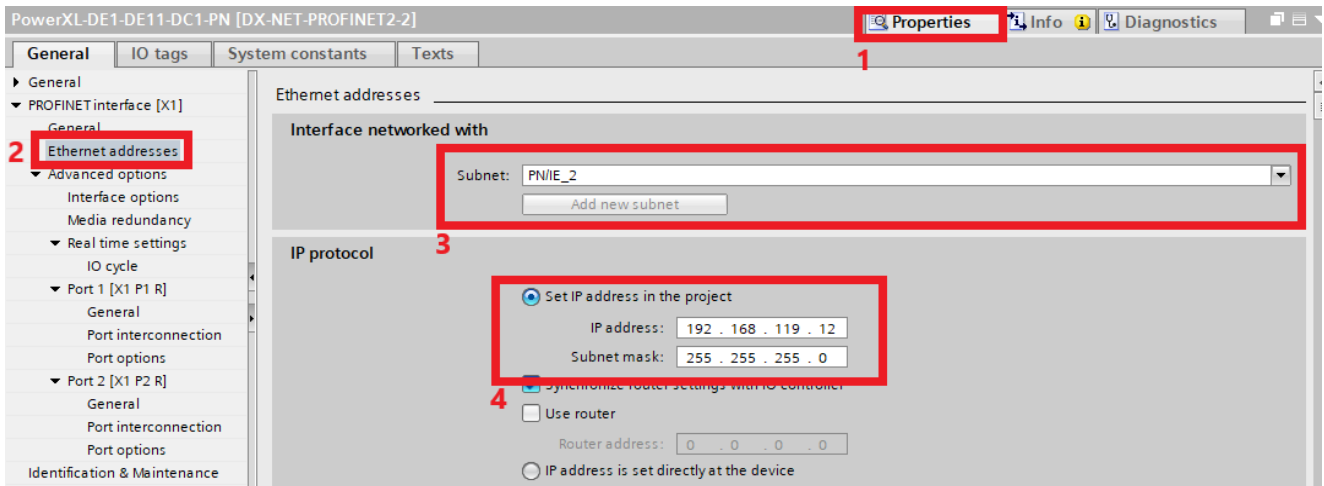 PowerXL-DE1-DE11-DC1-PN [DX-NET-PROFINET2-2]
Properties Info Diagnostics
1
General IO tags System constants Texts
General
PROFINET interface [X1]
General
2 Ethernet addresses
Advanced options
Interface options
Media redundancy
Real time settings
IO cycle
Port 1 [X1 P1 R]
General
Port interconnection
Port options
Port 2 [X1 P2 R]
General
Port interconnection
Port options
Identification & Maintenance
Ethernet addresses
Interface networked with
Subnet: PN/IE_2
Add new subnet
3
IP protocol
Set IP address in the project
IP address: 192 . 168 . 119 . 12
Subnet mask: 255 . 255 . 255 . 0
4 Synchronize router settings with IO controller
Use router
Router address: 0 . 0 . 0 . 0
IP address is set directly at the device